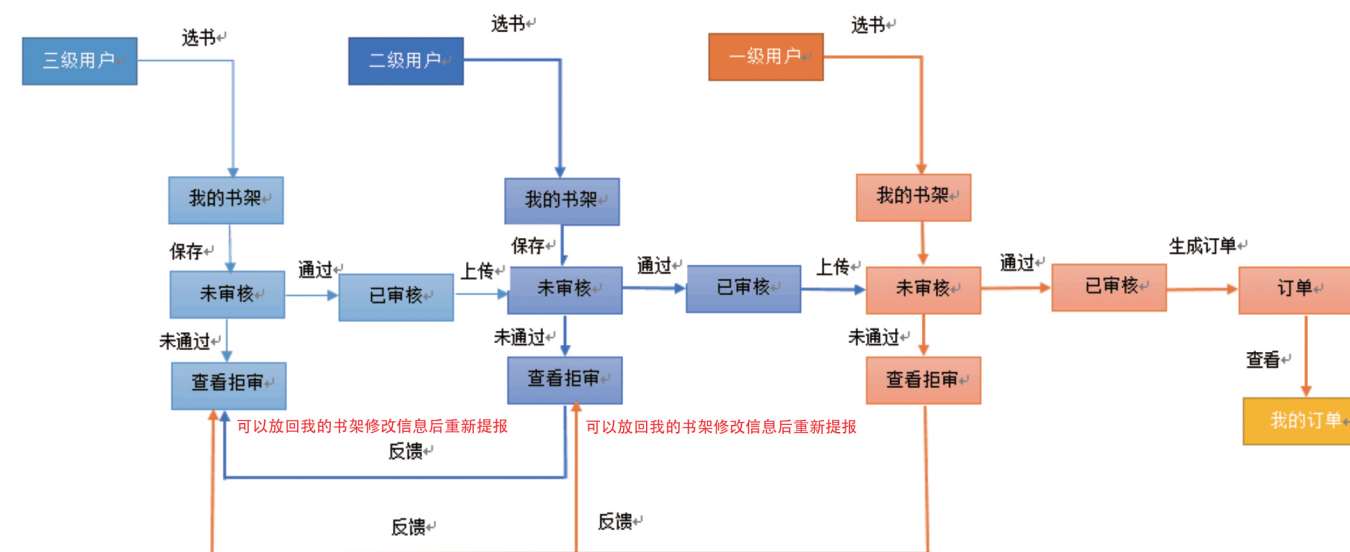 选书
选书
选书
三级用户
二级用户
一级用户
我的书架
我的书架
我的书架
保存
保存
生成订单
通过
上传
通过
上传
通过
未审核
已审核
未审核
已审核
未审核
已审核
订单
未通过
未通过
未通过
查看
查看拒审
查看拒审
查看拒审
可以放回我的书架修改信息后重新提报
可以放回我的书架修改信息后重新提报
我的订单
反馈
反馈
反馈